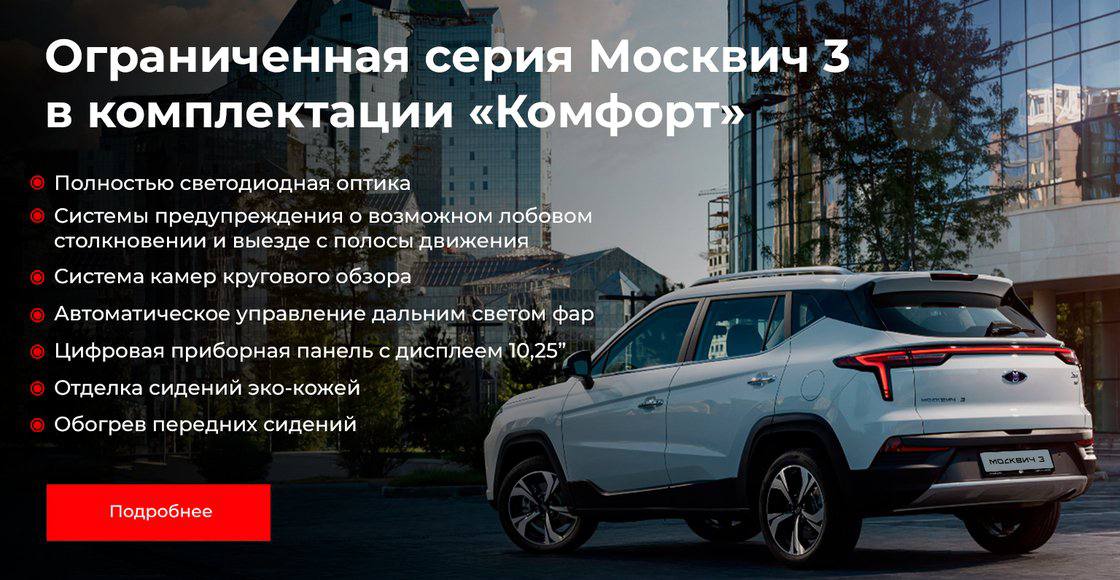 Ограниченная серия Москвич 3
в комплектации «Комфорт»
Полностью светодиодная оптика
Системы предупреждения о возможном лобовом
столкновении и выезде с полосы движения
Система камер кругового обзора
Автоматическое управление дальним светом фар
Цифровая приборная панель с дисплеем 10,25”
Отделка сидений эко-кожей
Обогрев передних сидений
Подробнее
МОСКВИЧ 3
МОСКВИЧ 3